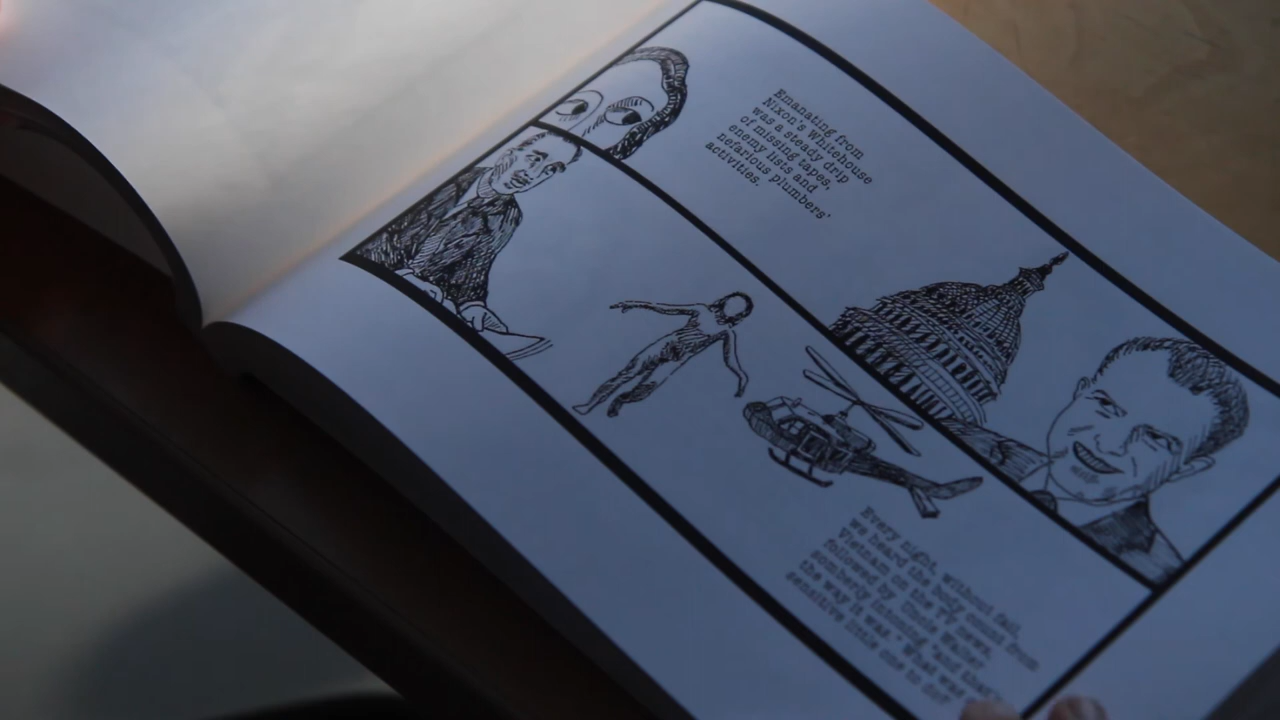 Emanating from
Nixon's Whitehouse
was a steady drip
of missing tapes,
enemy lists and
nefarious plumbers'
activities.
Every night, without fail,
we heard the body count from
Vietnam on the TV news,
followed by Uncle Walter
somberly intoning "and that's
the way it was." What was a
sensitive little one to do?